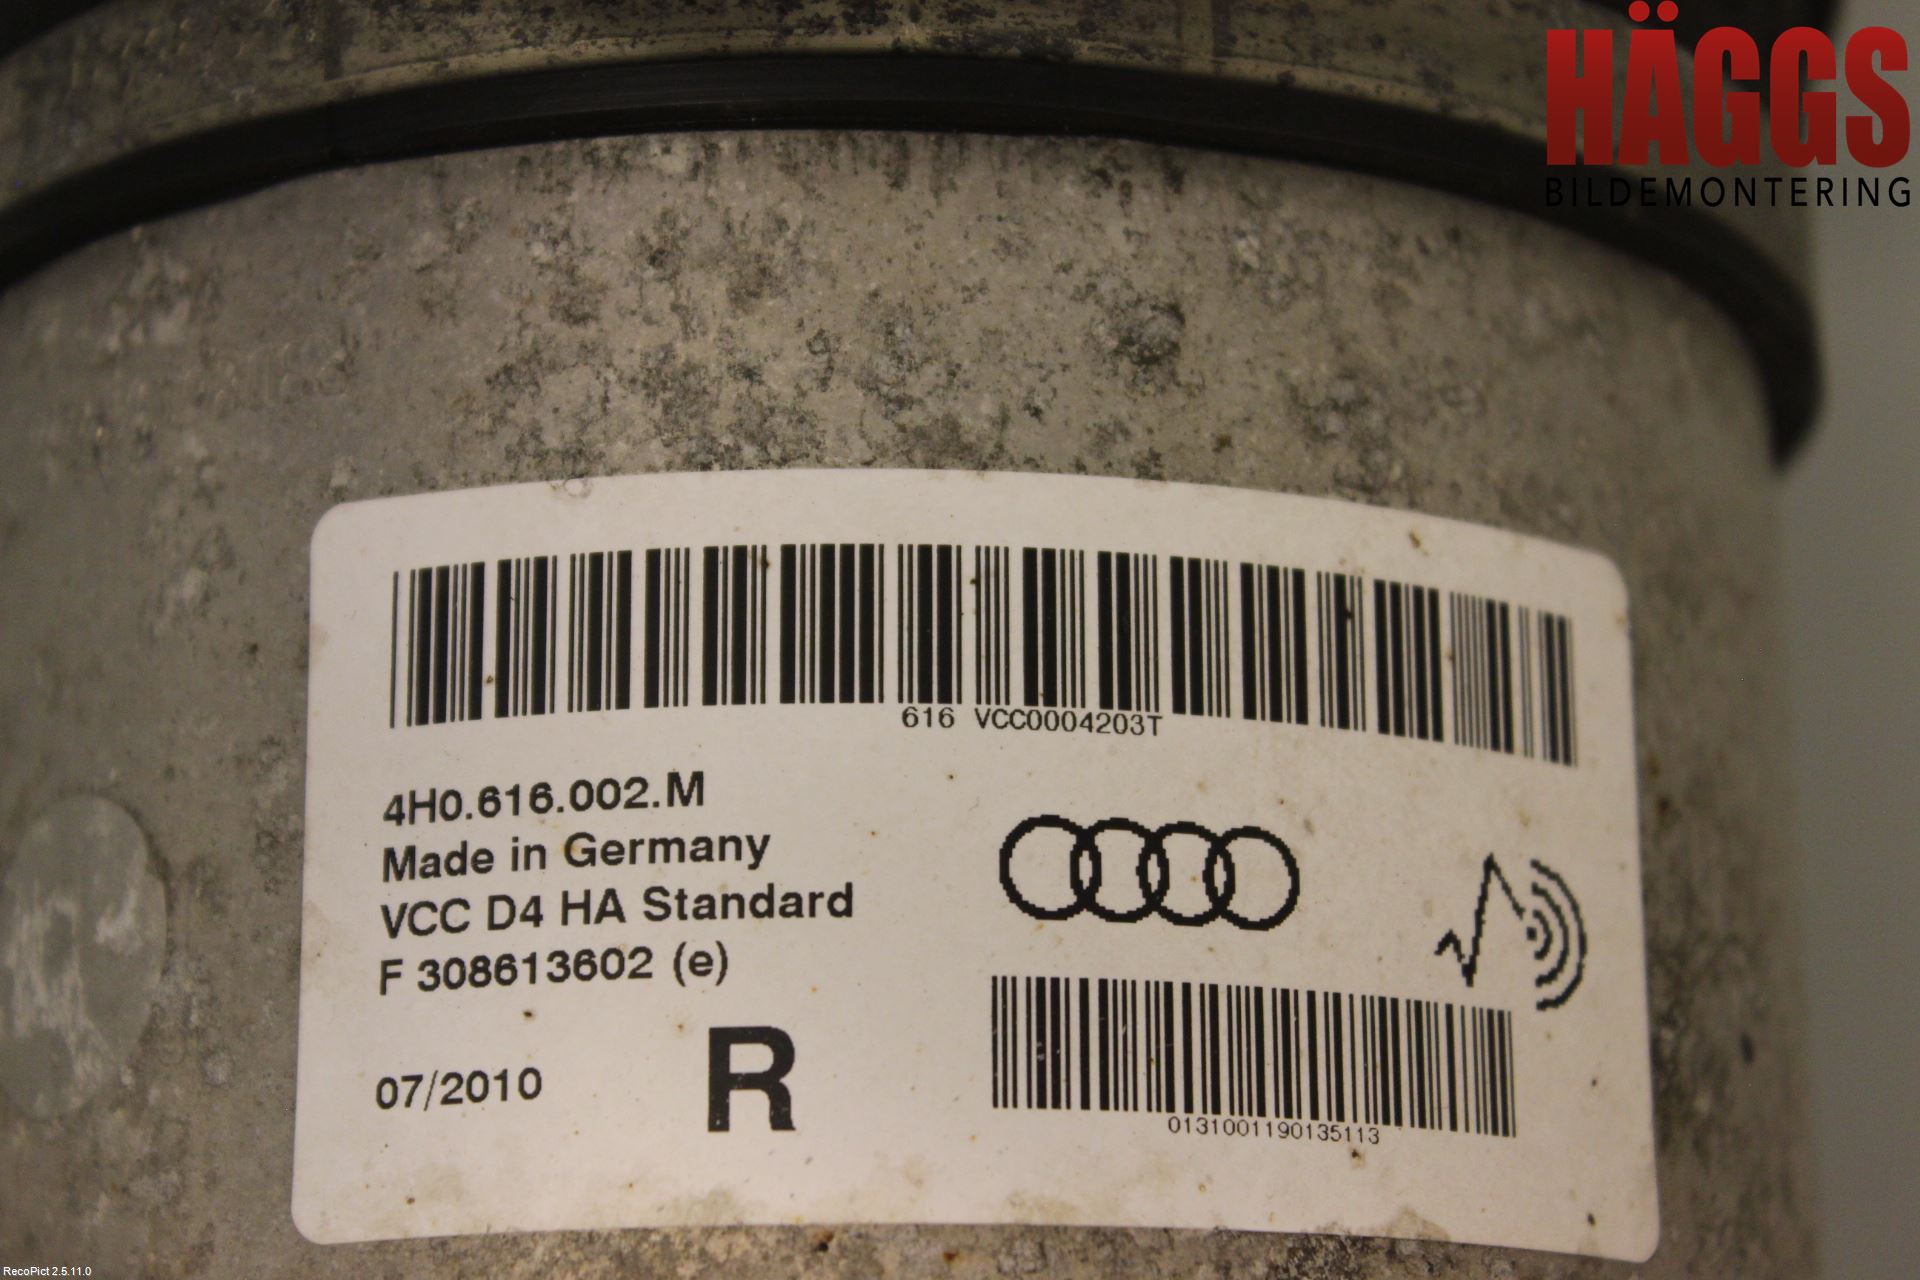 HÄGGS
BILDEMONTERING
616 VCC0004203T
4H0.616.002.M
Made in Germany
VCC D4 HA Standard
F 308613602 (e)
07/2010
R
0131001190135113
RecoPict 2.5.11.0